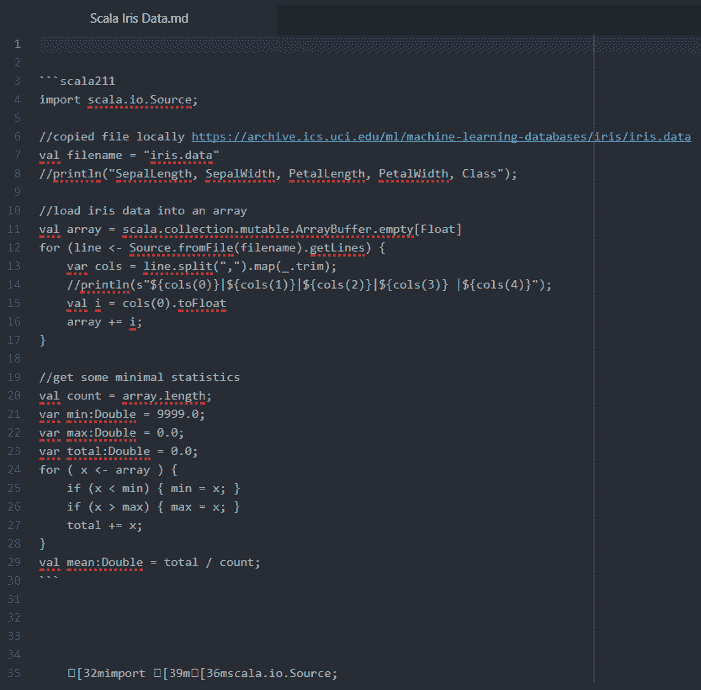 Scala Iris Data.md
1
2
3 ```scala211
4 import scala.io.Source;
5
6 //copied file locally https://archive.ics.uci.edu/ml/machine-learning-databases/iris/iris.data
7 val filename = "iris.data"
8 //println("SepalLength, SepalWidth, PetalLength, PetalWidth, Class");
9
10 //load iris data into an array
11 val array = scala.collection.mutable.ArrayBuffer.empty[Float]
12 for (line <- Source.fromFile(filename).getLines) {
13     var cols = line.split(",").map(_.trim);
14     //println(s"${cols(0)}|${cols(1)}|${cols(2)}|${cols(3)} |${cols(4)}");
15     val i = cols(0).toFloat
16     array += i;
17 }
18
19 //get some minimal statistics
20 val count = array.length;
21 var min:Double = 9999.0;
22 var max:Double = 0.0;
23 var total:Double = 0.0;
24 for ( x <- array ) {
25     if (x < min) { min = x; }
26     if (x > max) { max = x; }
27     total += x;
28 }
29 val mean:Double = total / count;
30 ```
31
32
33
34
35     □[32mimport □[39m□[36mscala.io.Source;